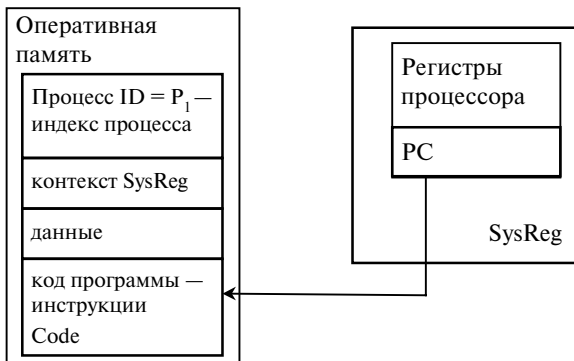 Оперативная
память
Процесс ID = P₁ —
индекс процесса
контекст SysReg
данные
код программы —
инструкции
Code
Регистры
процессора
PC
SysReg